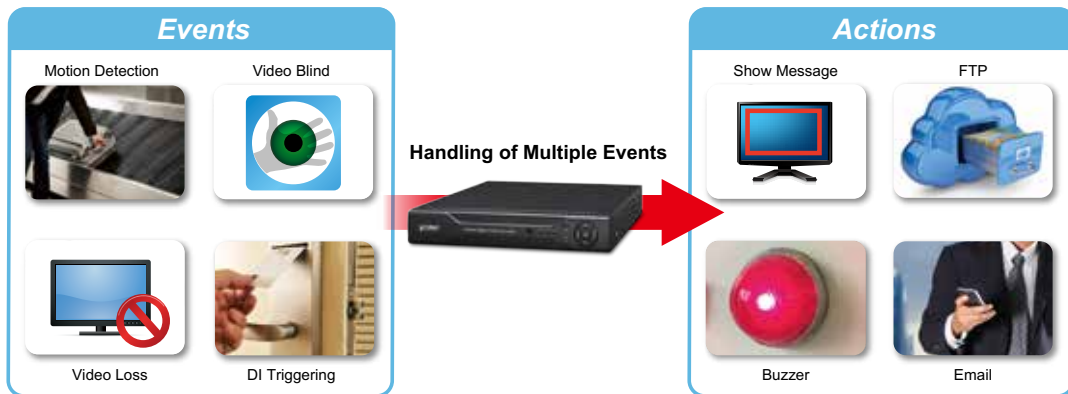 Events
Motion Detection
Video Blind
Video Loss
DI Triggering
Handling of Multiple Events
Actions
Show Message
FTP
Buzzer
Email